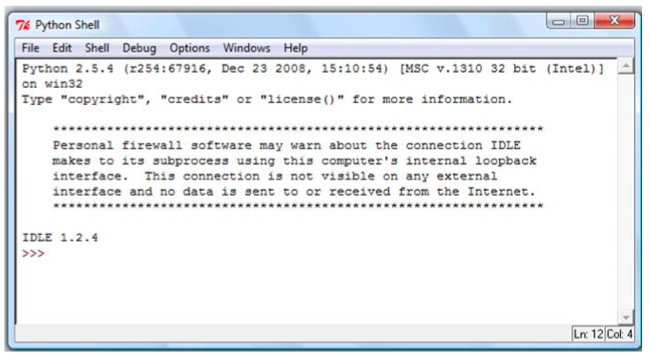 Python Shell
File Edit Shell Debug Options Windows Help
Python 2.5.4 (r254:67916, Dec 23 2008, 15:10:54) [MSC v.1310 32 bit (Intel)]
on win32
Type "copyright", "credits" or "license()" for more information.
****************************************************************
Personal firewall software may warn about the connection IDLE
makes to its subprocess using this computer's internal loopback
interface.  This connection is not visible on any external
interface and no data is sent to or received from the Internet.
****************************************************************
IDLE 1.2.4
>>>
Ln: 12 Col: 4